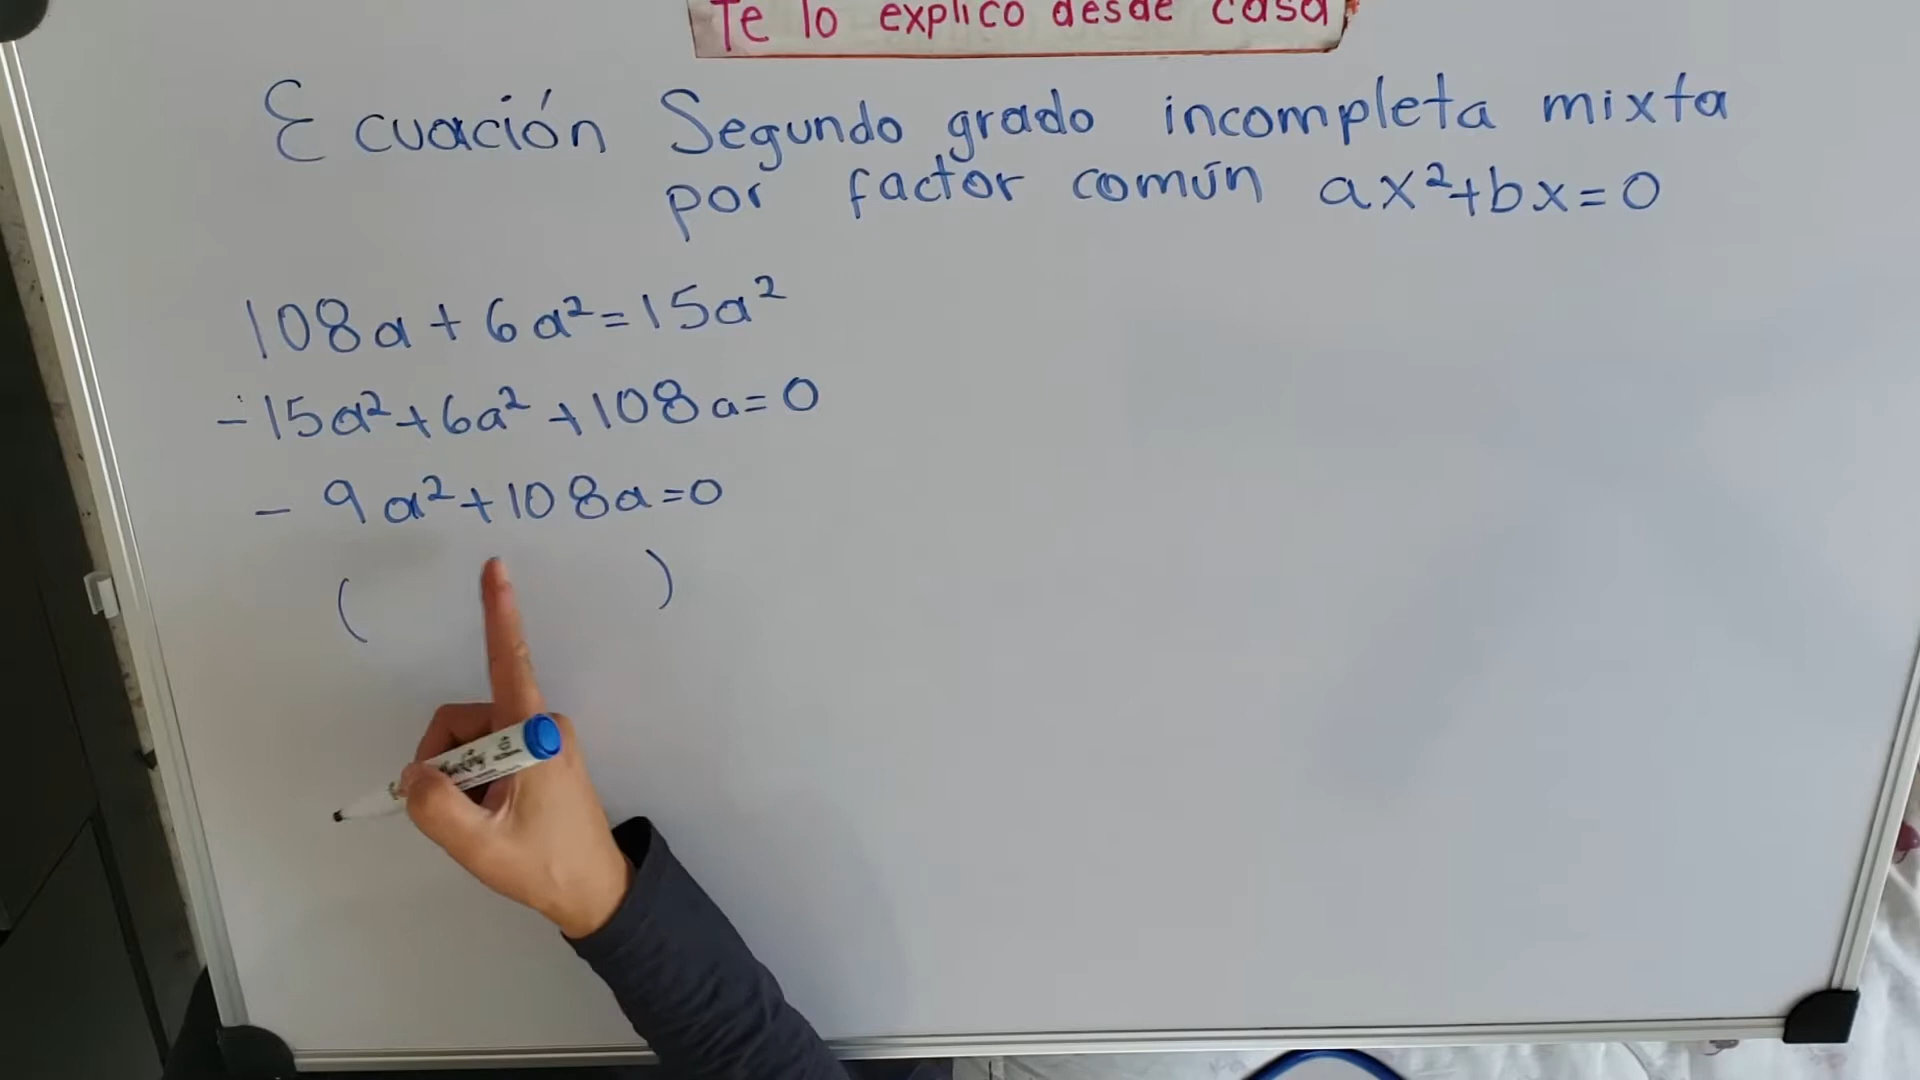 Te lo explico desde casa
Ecuación Segundo grado incompleta mixta
por factor común ax²+bx=0
108a+6a²=15a²
-15a²+6a²+108a=0
-9a²+108a=0
(          )